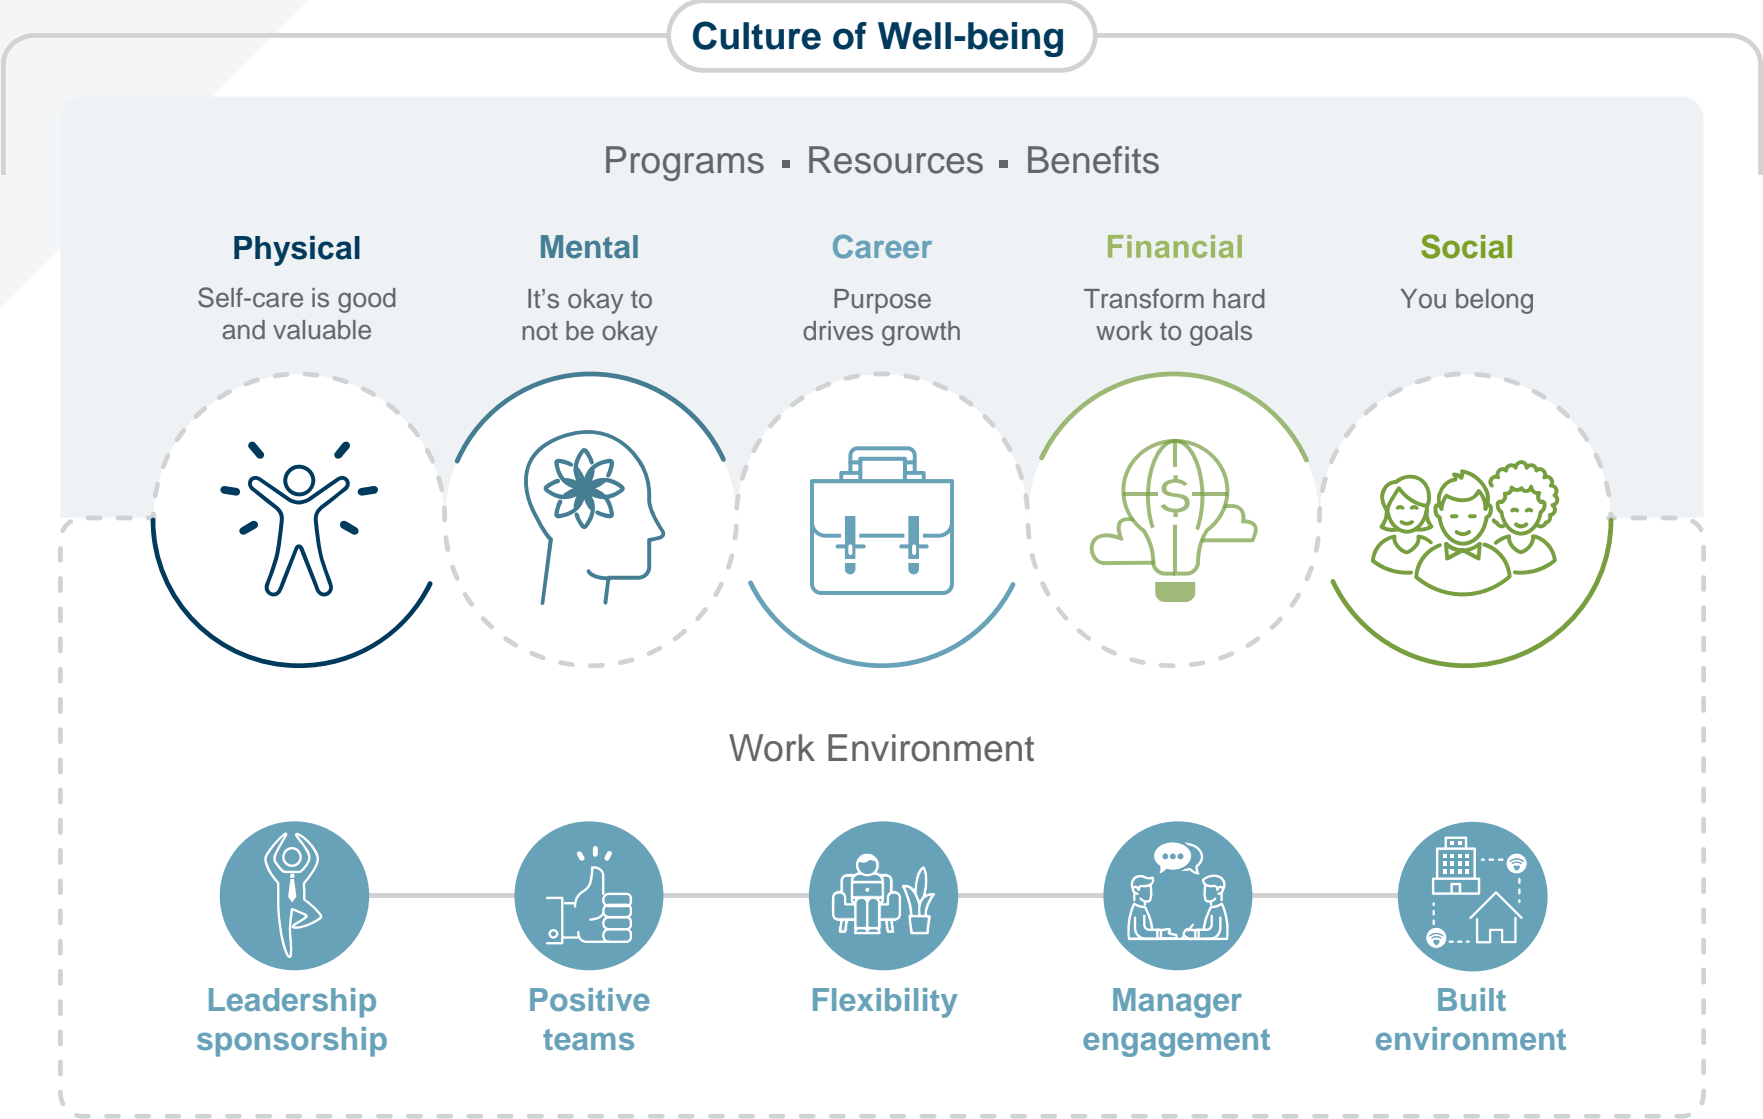 Culture of Well-being
Programs ▪ Resources ▪ Benefits
Physical
Self-care is good
and valuable
Mental
It’s okay to
not be okay
Career
Purpose
drives growth
Financial
Transform hard
work to goals
Social
You belong
$
Work Environment
Leadership
sponsorship
Positive
teams
Flexibility
Manager
engagement
Built
environment